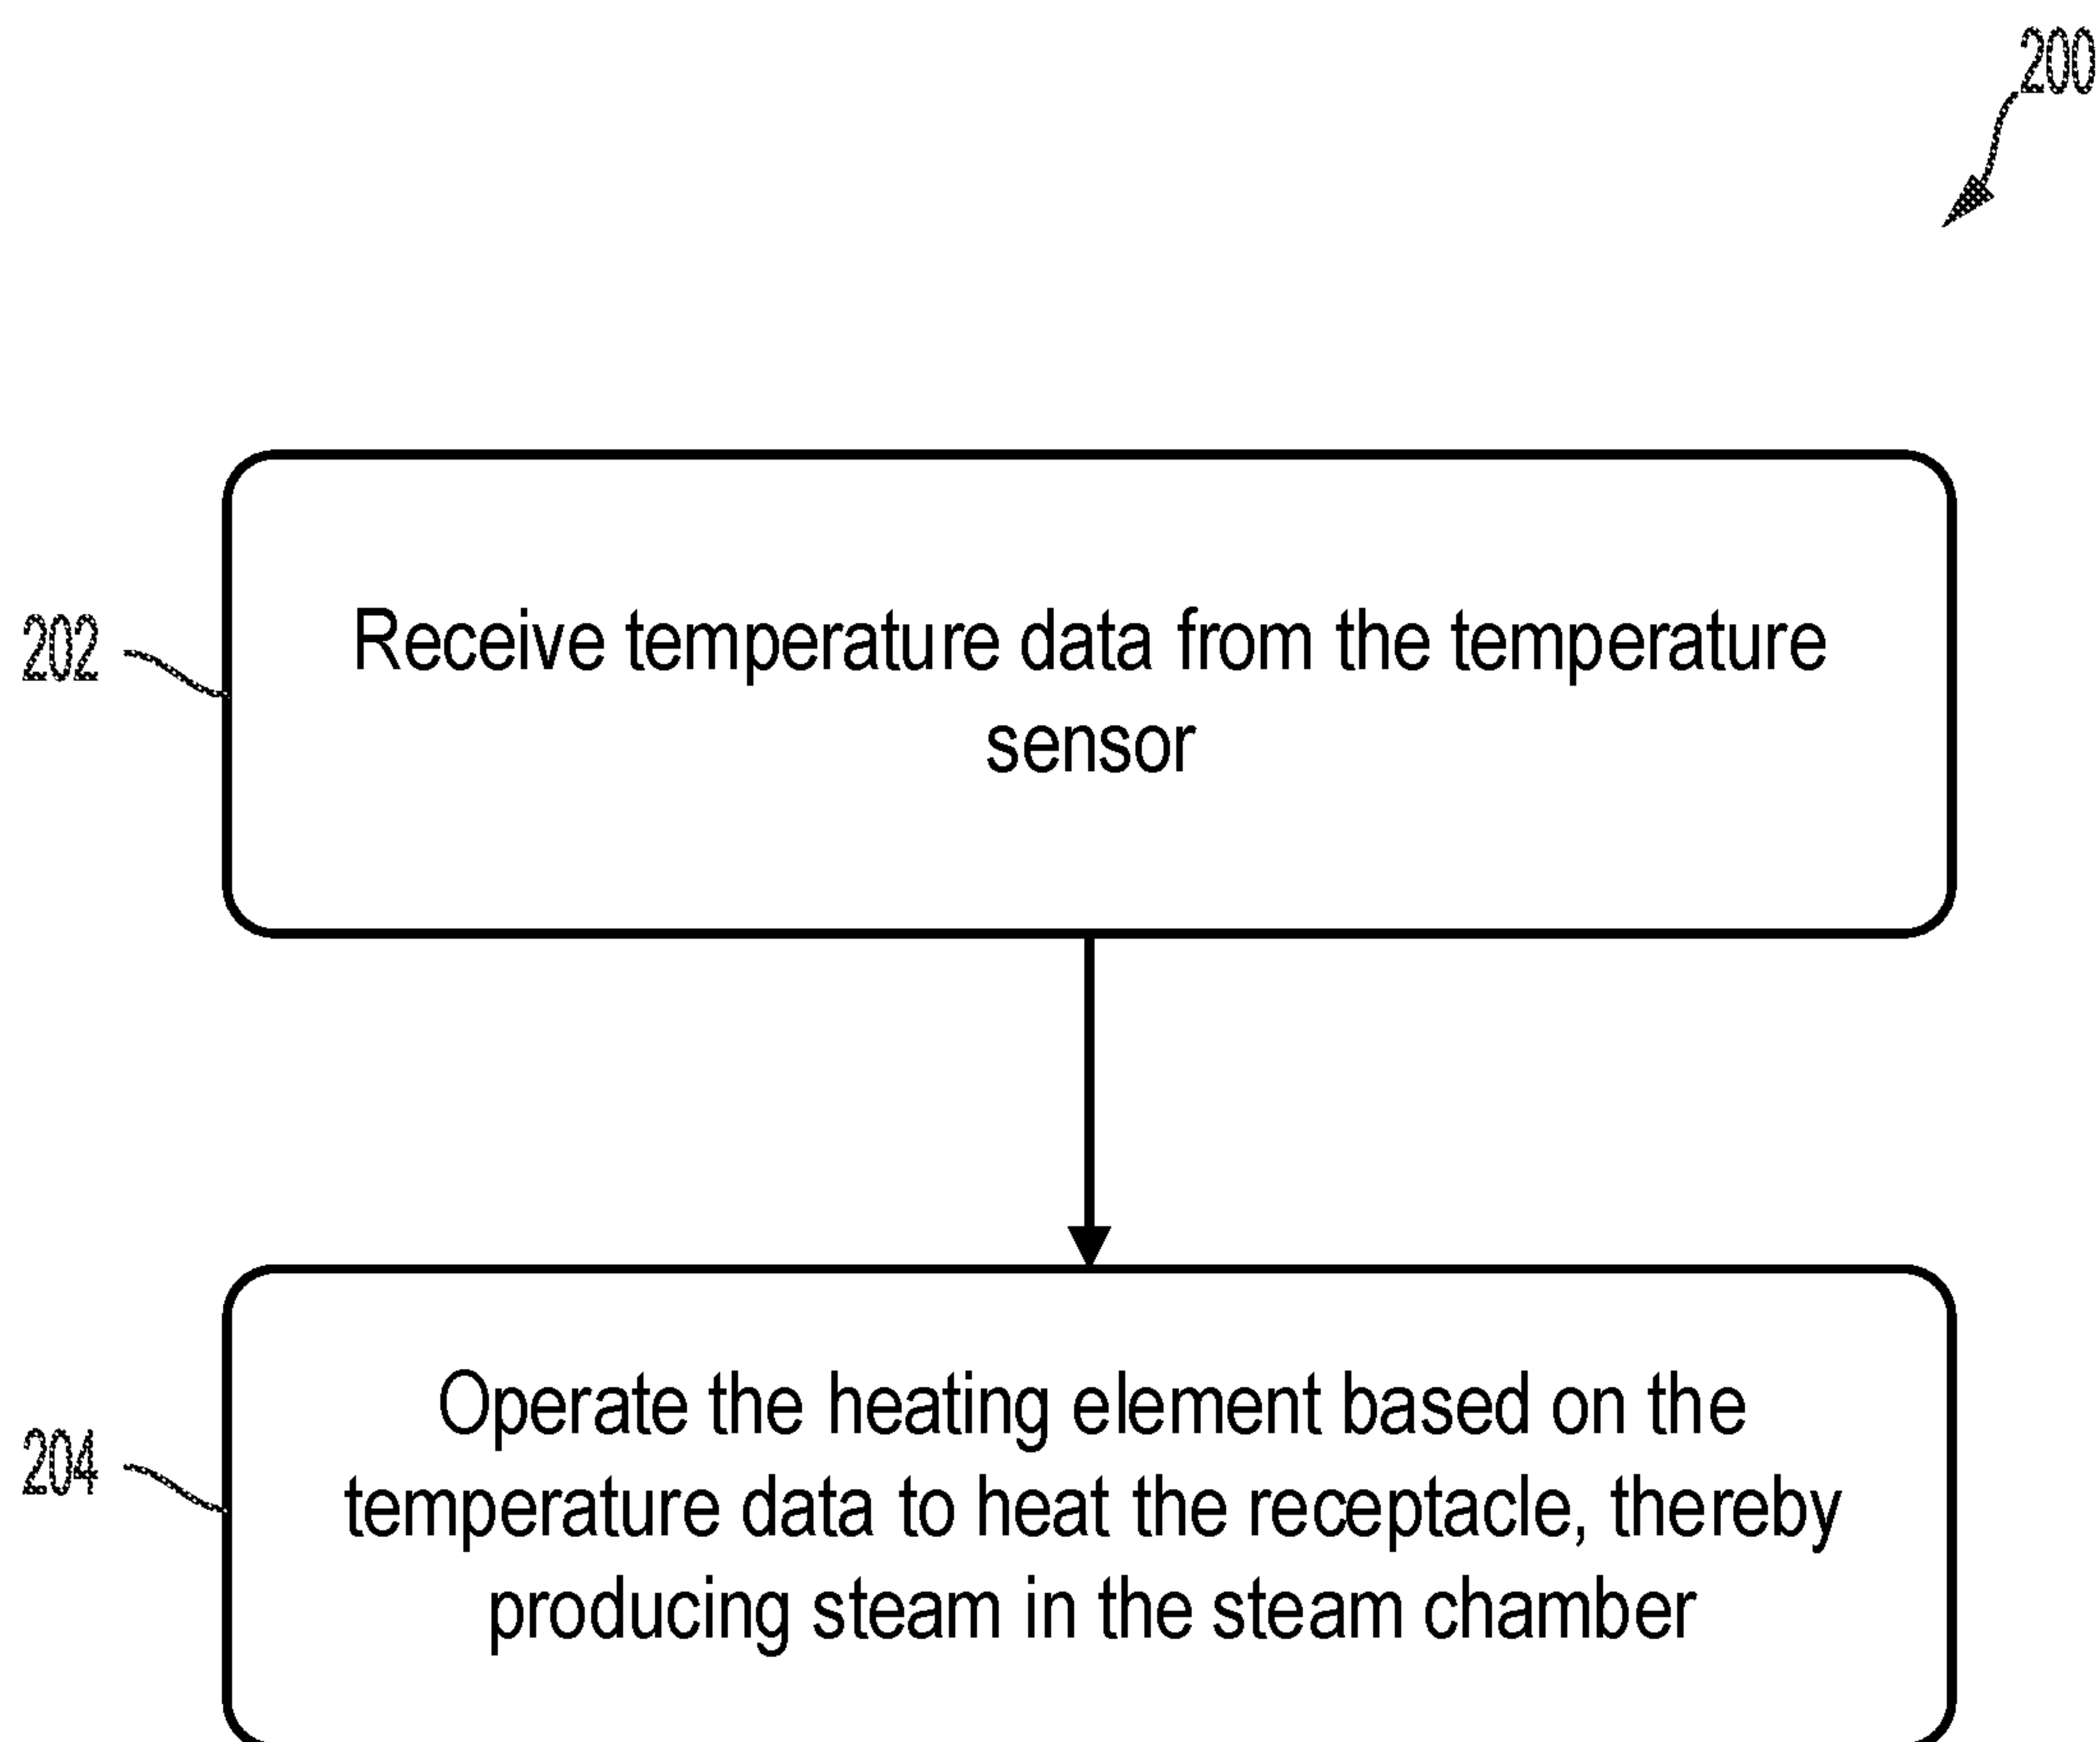 200
202
Receive temperature data from the temperature
sensor
204
Operate the heating element based on the
temperature data to heat the receptacle, thereby
producing steam in the steam chamber